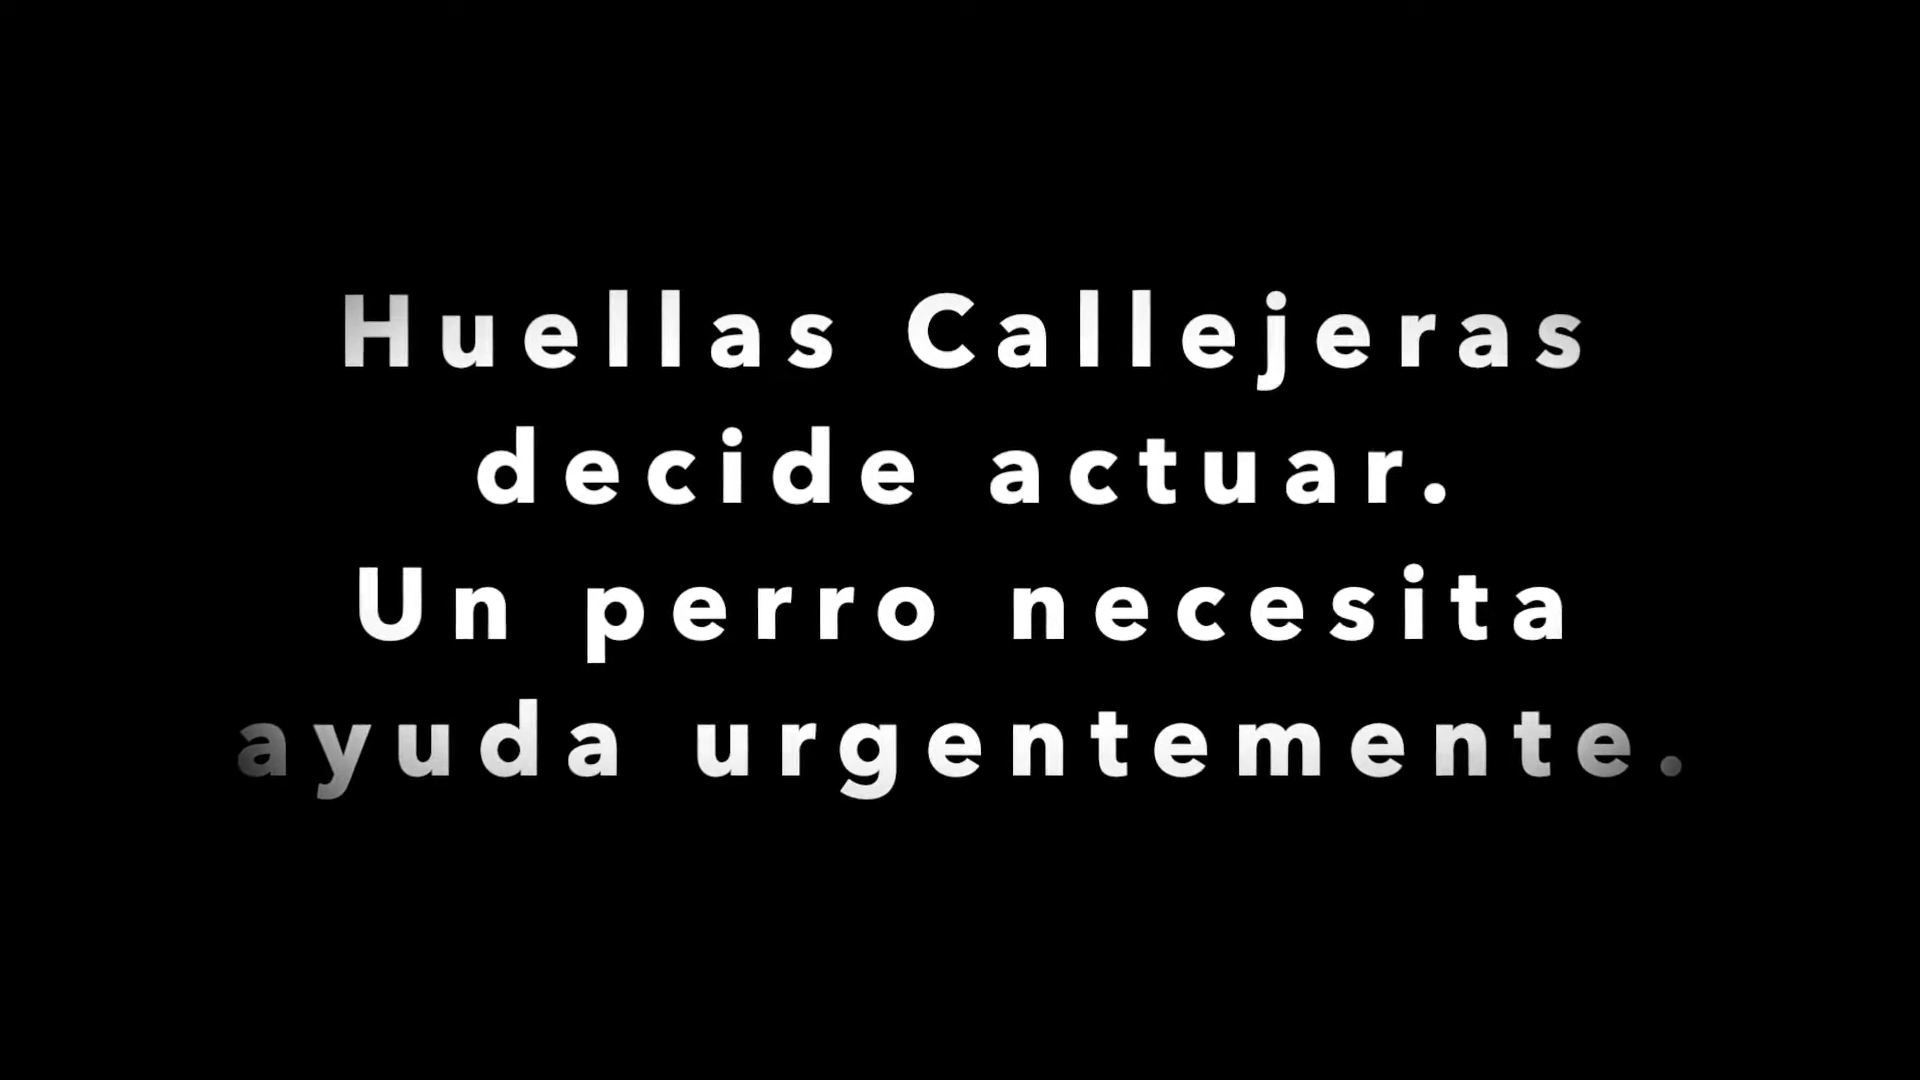 Huellas Callejeras
decide actuar.
Un perro necesita
ayuda urgentemente.